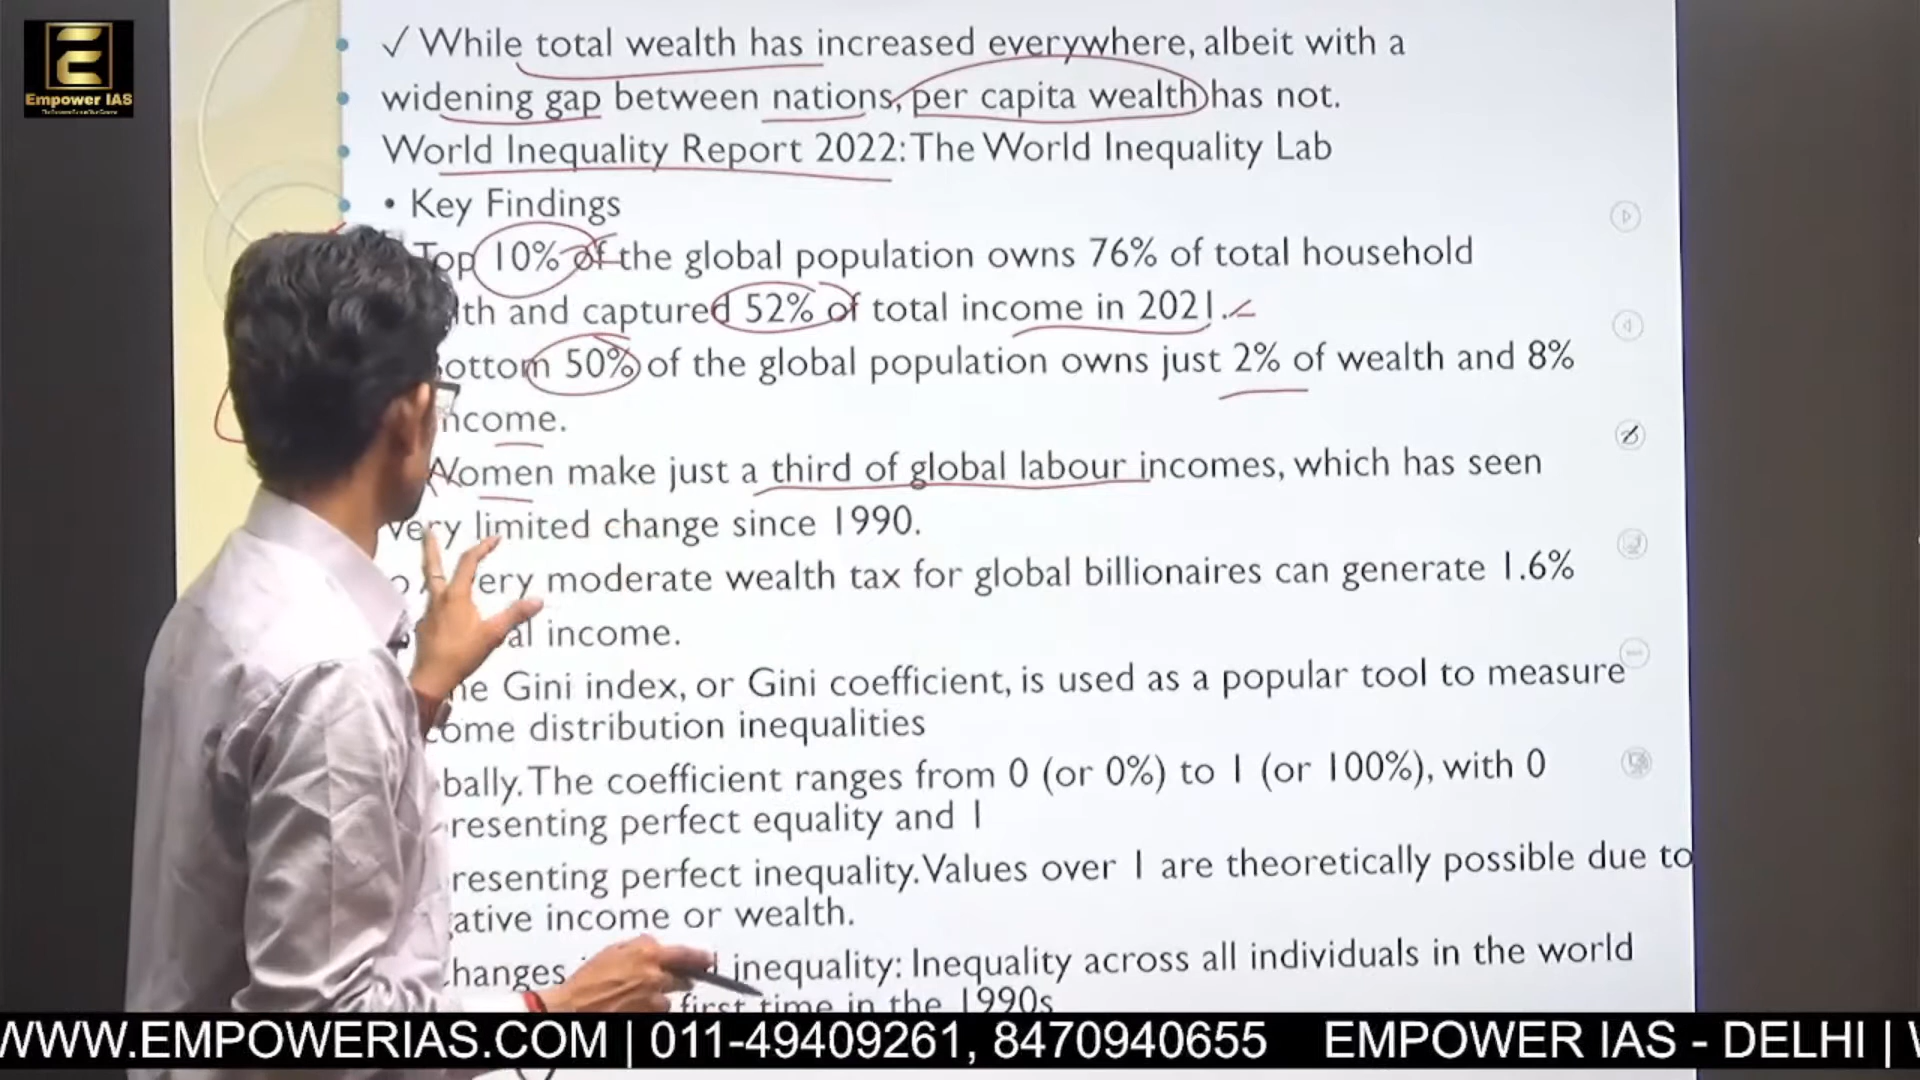 Empower IAS
✓ While total wealth has increased everywhere, albeit with a
widening gap between nations, per capita wealth has not.
World Inequality Report 2022: The World Inequality Lab
• Key Findings
Top 10% of the global population owns 76% of total household
lth and captured 52% of total income in 2021.
ottom 50% of the global population owns just 2% of wealth and 8%
ncome.
Women make just a third of global labour incomes, which has seen
very limited change since 1990.
ery moderate wealth tax for global billionaires can generate 1.6%
al income.
he Gini index, or Gini coefficient, is used as a popular tool to measure
come distribution inequalities
bally. The coefficient ranges from 0 (or 0%) to 1 (or 100%), with 0
resenting perfect equality and 1
resenting perfect inequality. Values over 1 are theoretically possible due to
ative income or wealth.
hanges inequality: Inequality across all individuals in the world
first time in the 1990s
WWW.EMPOWERIAS.COM | 011-49409261, 8470940655 EMPOWER IAS - DELHI |